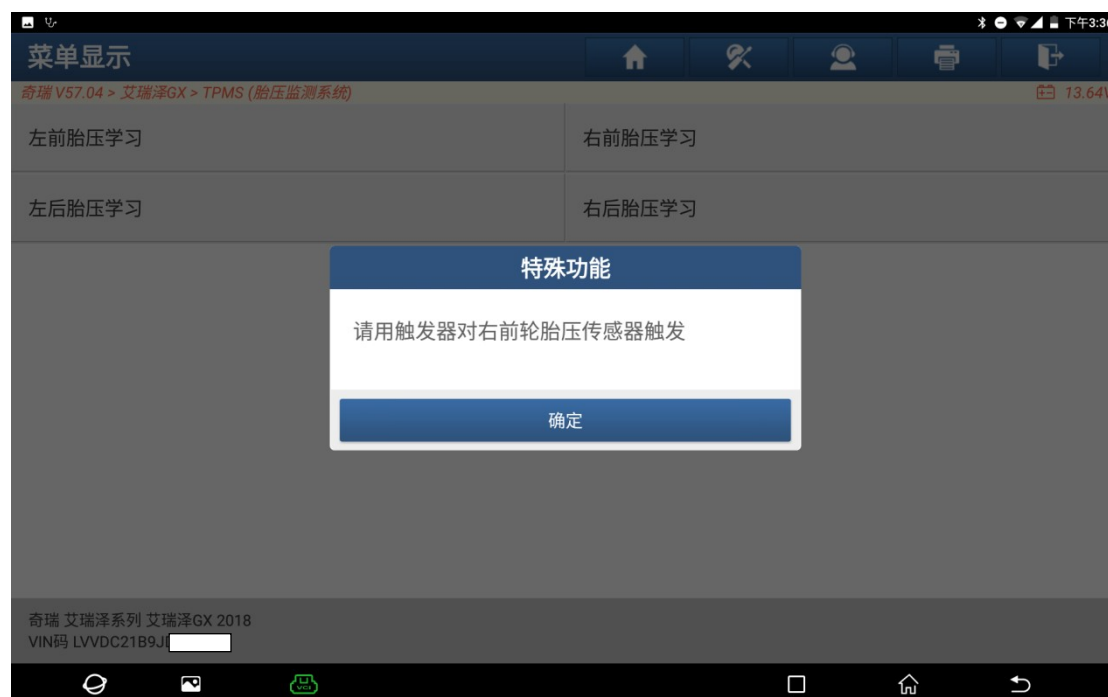 下午3:36
菜单显示
奇瑞 V57.04 > 艾瑞泽GX > TPMS (胎压监测系统)
13.64V
左前胎压学习
右前胎压学习
左后胎压学习
右后胎压学习
特殊功能
请用触发器对右前轮胎压传感器触发
确定
奇瑞 艾瑞泽系列 艾瑞泽GX 2018
VIN码 LVVDC21B9J
VCI